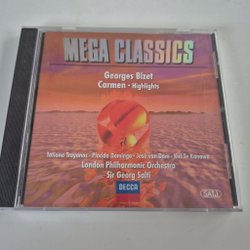 MEGA CLASSICS
Georges Bizet
Carmen • Highlights
Tatiana Troyanos • Placido Domingo • José van Dam • Kiri Te Kanawa
London Philharmonic Orchestra
Sir Georg Solti
DECCA